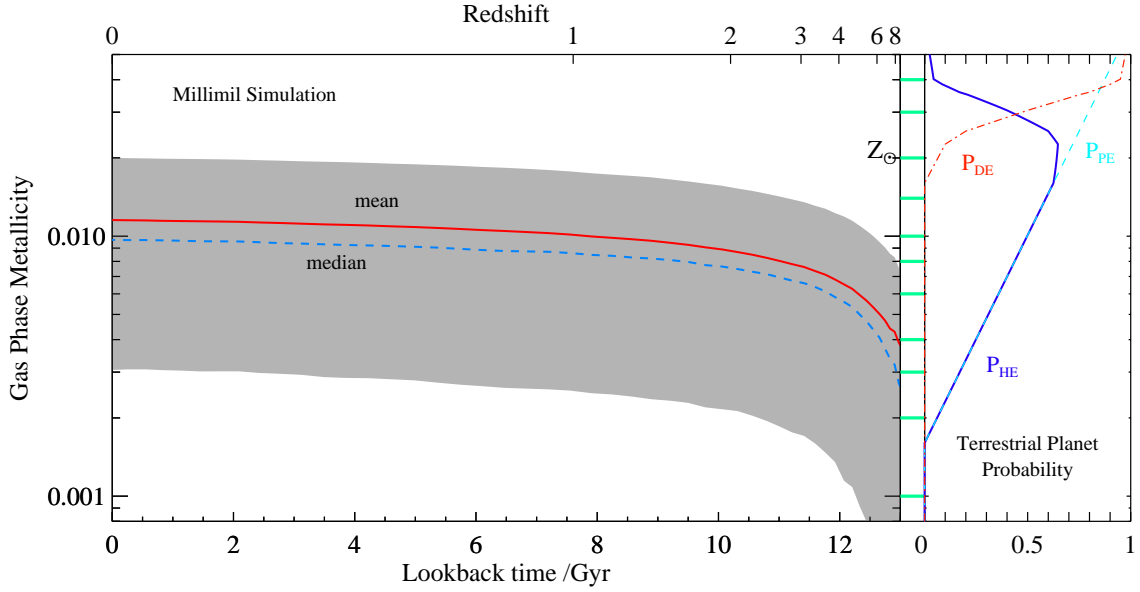 Redshift
0 1 2 3 4 6 8
Millimil Simulation
Z⊙
P_DE
P_PE
mean
0.010
median
Gas Phase Metallicity
P_HE
Terrestrial Planet
Probability
0.001
0 2 4 6 8 10 12
0 0.5 1
Lookback time /Gyr